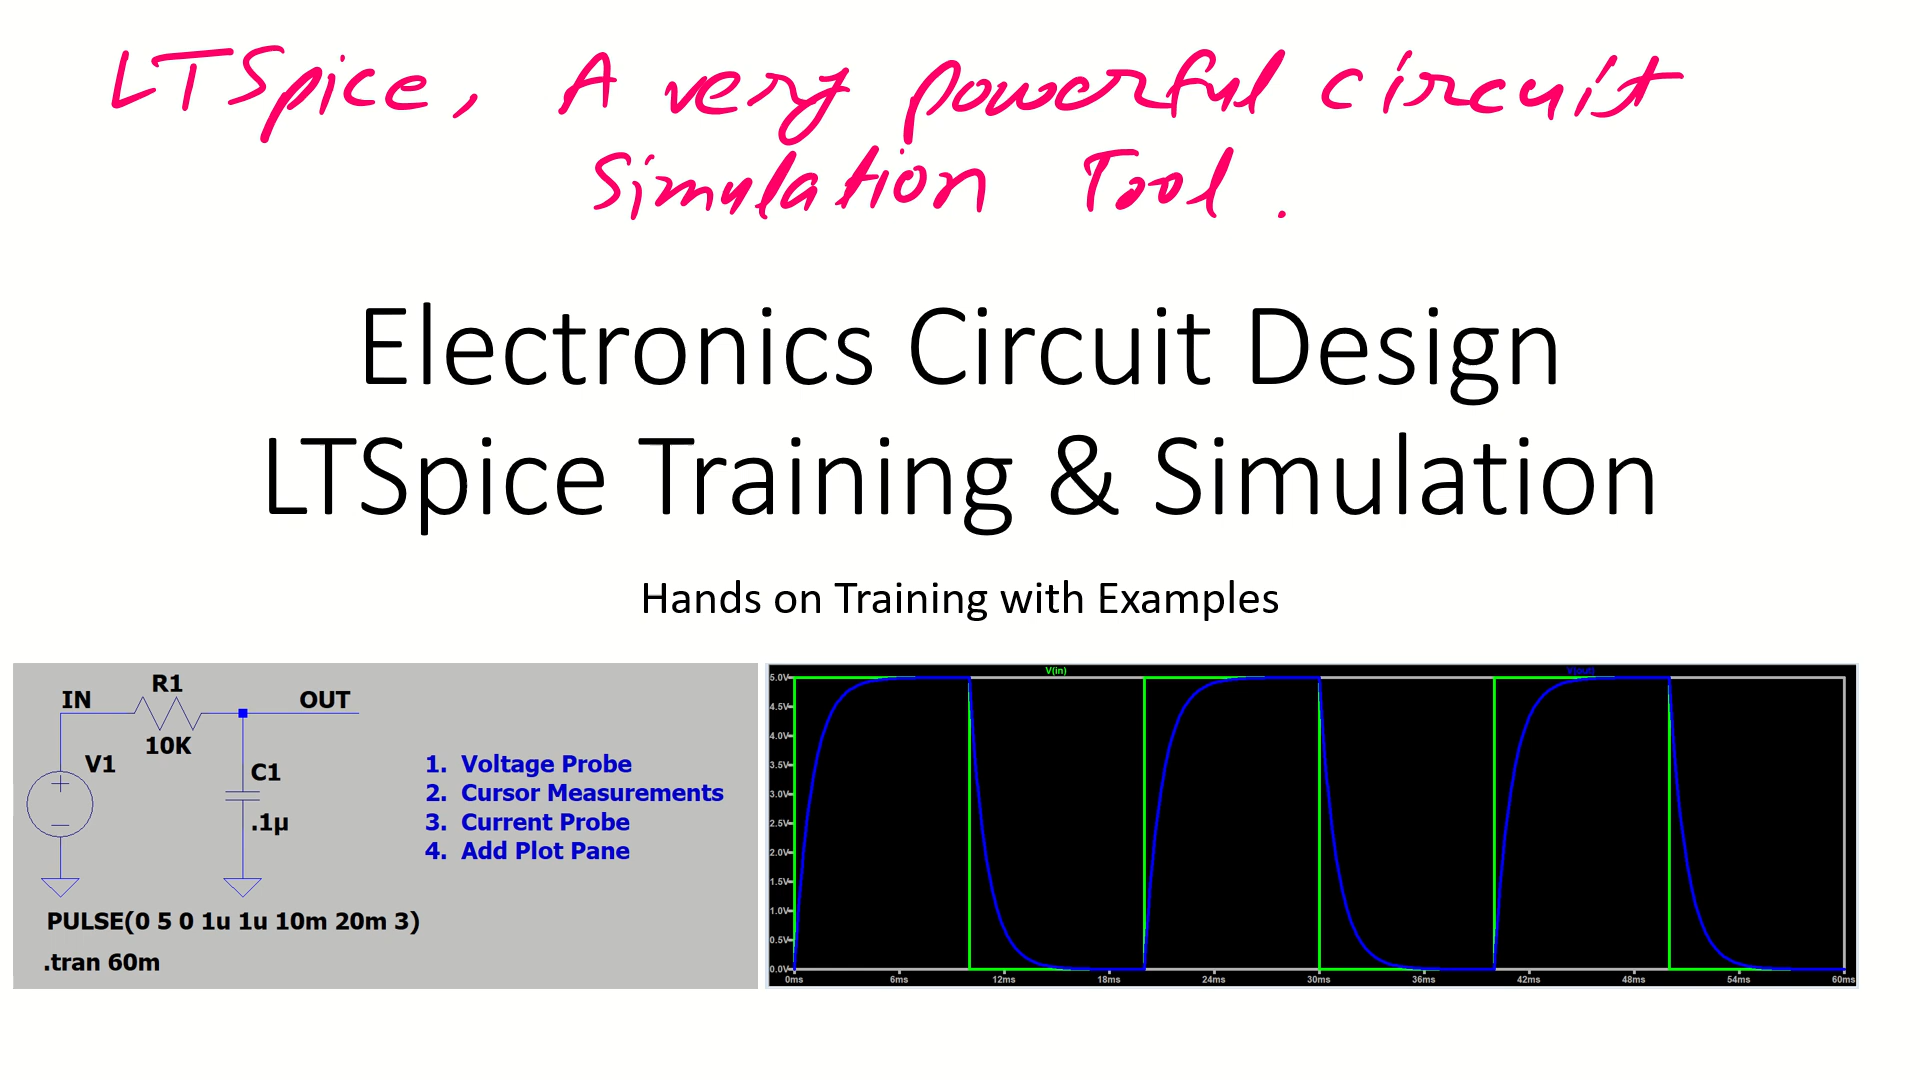 LTSpice, A very powerful circuit
Simulation Tool.
Electronics Circuit Design
LTSpice Training & Simulation
Hands on Training with Examples
R1
IN
OUT
10K
V1
C1
.1µ
PULSE(0 5 0 1u 1u 10m 20m 3)
.tran 60m
1. Voltage Probe
2. Cursor Measurements
3. Current Probe
4. Add Plot Pane
V(in) V(out)
5.0V
4.5V
4.0V
3.5V
3.0V
2.5V
2.0V
1.5V
1.0V
0.5V
0.0V
0ms 6ms 12ms 18ms 24ms 30ms 36ms 42ms 48ms 54ms 60ms